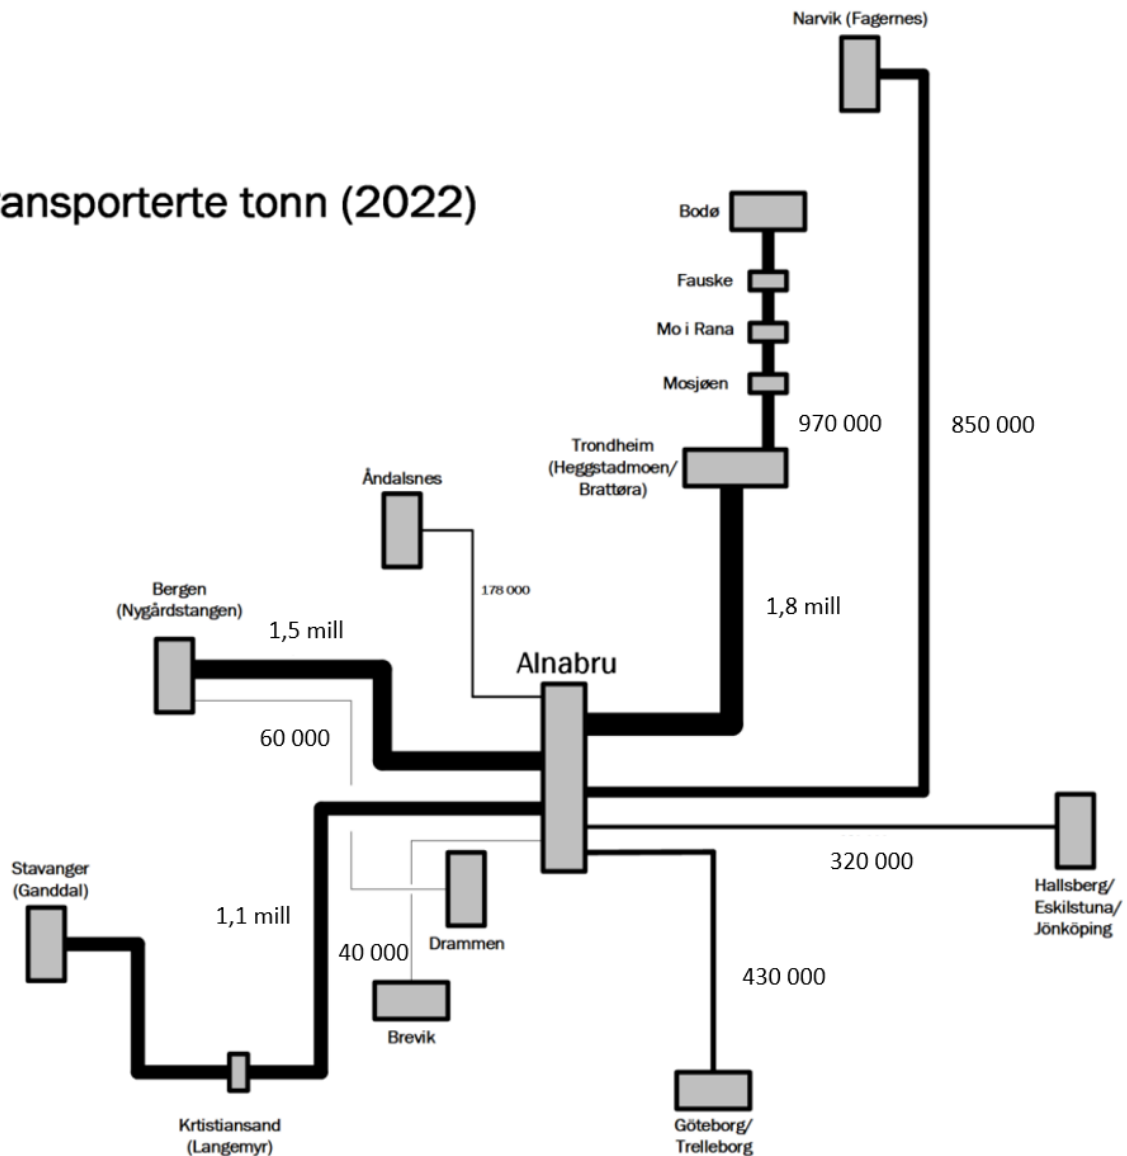 Narvik (Fagernes)
ansporterte tonn (2022)
Bodø
Fauske
Mo i Rana
Mosjøen
970 000
850 000
Trondheim
(Heggstadmoen/
Brattøra)
Åndalsnes
178 000
Bergen
(Nygårdstangen)
1,5 mill
1,8 mill
Alnabru
60 000
320 000
Stavanger
(Ganddal)
Hallsberg/
Eskilstuna/
Jönköping
1,1 mill
Drammen
40 000
430 000
Brevik
Krtistiansand
(Langemyr)
Göteborg/
Trelleborg